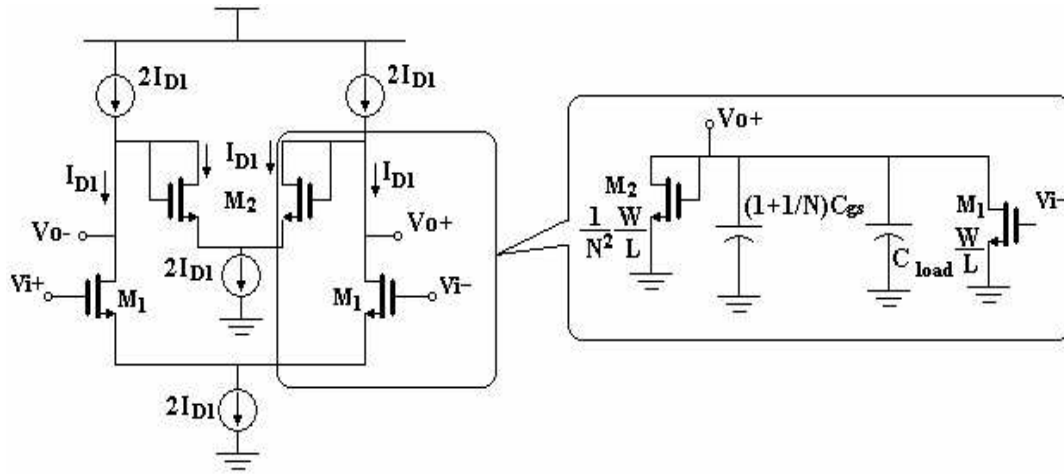 2I_D1 2I_D1
I_D1 I_D1 I_D1 I_D1
M_2
Vo- Vo+
2I_D1
Vi+ M_1 M_1 Vi-
2I_D1
Vo+
M_2 (1+1/N)C_gs M_1 Vi-
1/N^2 W/L C_load W/L